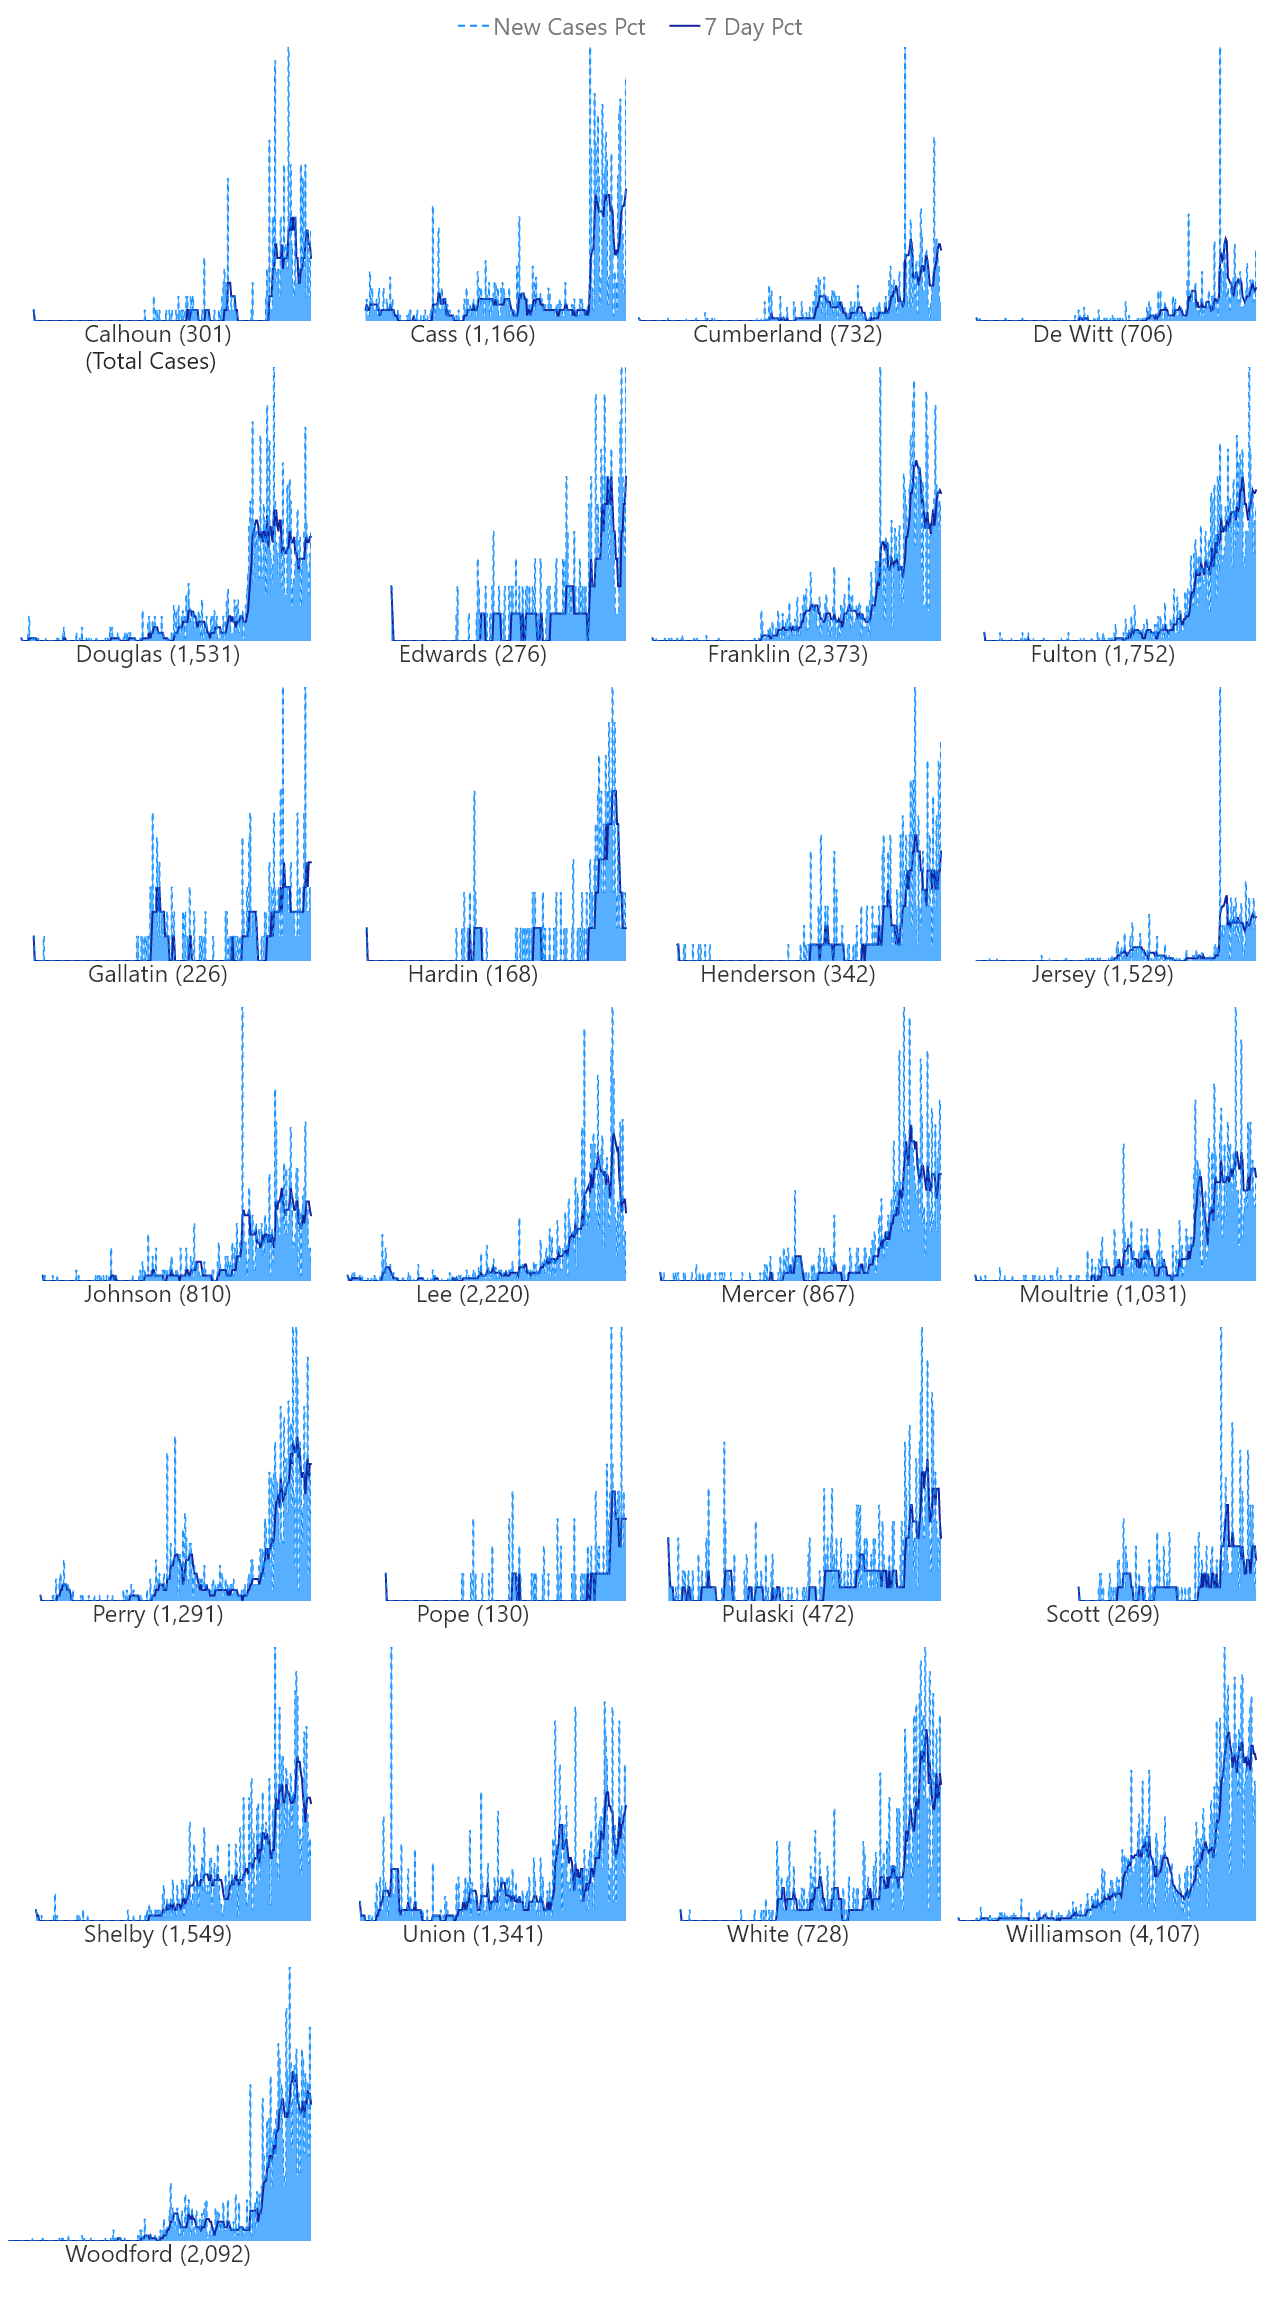 New Cases Pct 7 Day Pct
Calhoun (301) Cass (1,166) Cumberland (732) De Witt (706)
(Total Cases)
Douglas (1,531) Edwards (276) Franklin (2,373) Fulton (1,752)
Gallatin (226) Hardin (168) Henderson (342) Jersey (1,529)
Johnson (810) Lee (2,220) Mercer (867) Moultrie (1,031)
Perry (1,291) Pope (130) Pulaski (472) Scott (269)
Shelby (1,549) Union (1,341) White (728) Williamson (4,107)
Woodford (2,092)